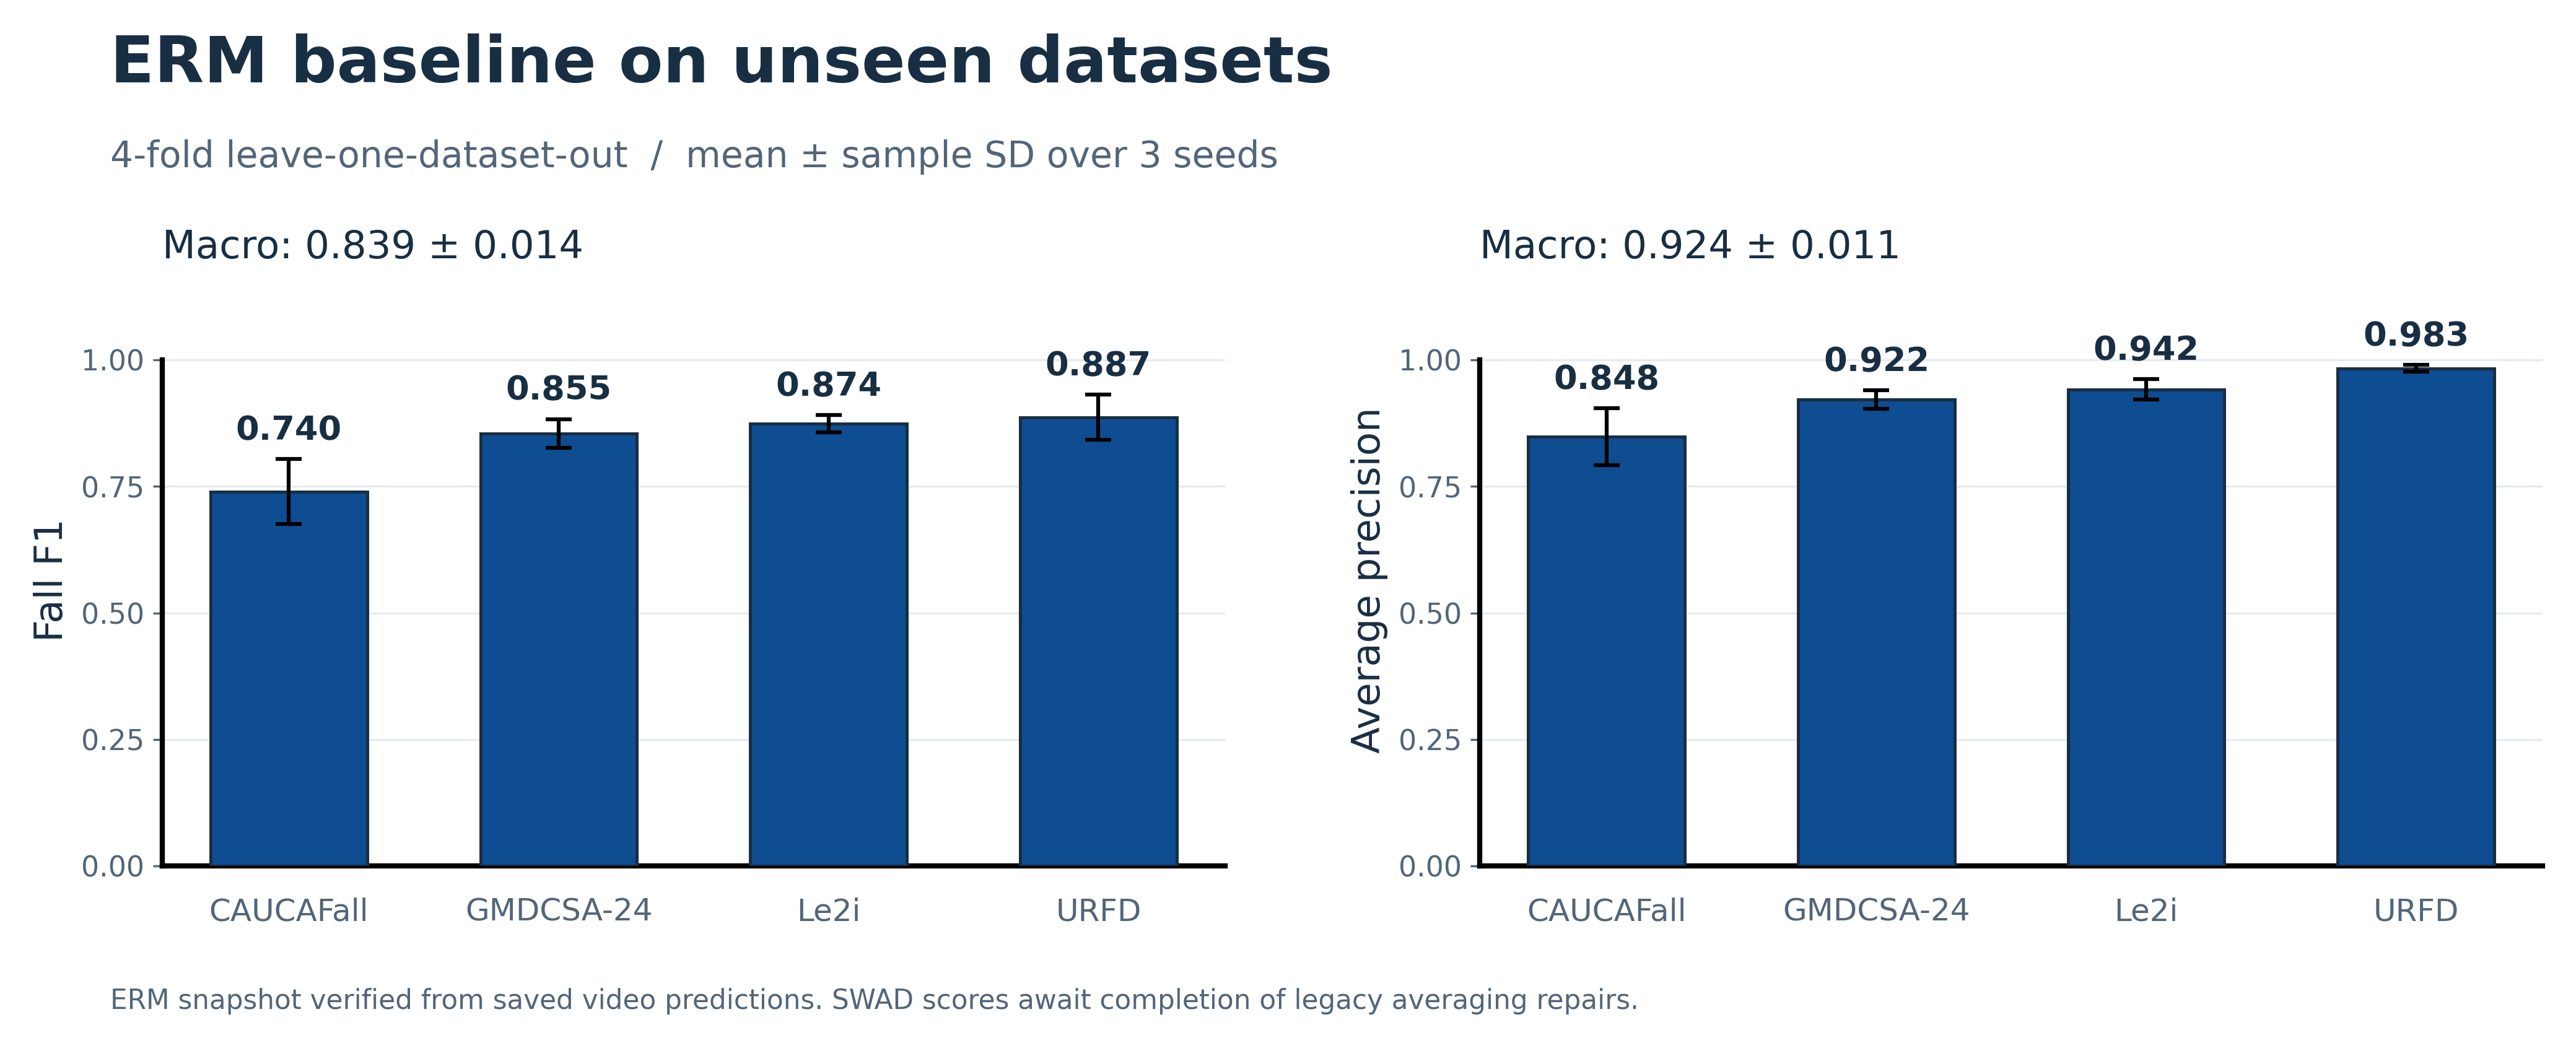 ERM baseline on unseen datasets
4-fold leave-one-dataset-out / mean ± sample SD over 3 seeds
Macro: 0.839 ± 0.014
Fall F1
1.00
0.75
0.50
0.25
0.00
0.740
0.855
0.874
0.887
CAUCAFall
GMDCSA-24
Le2i
URFD
Macro: 0.924 ± 0.011
Average precision
1.00
0.75
0.50
0.25
0.00
0.848
0.922
0.942
0.983
CAUCAFall
GMDCSA-24
Le2i
URFD
ERM snapshot verified from saved video predictions. SWAD scores await completion of legacy averaging repairs.